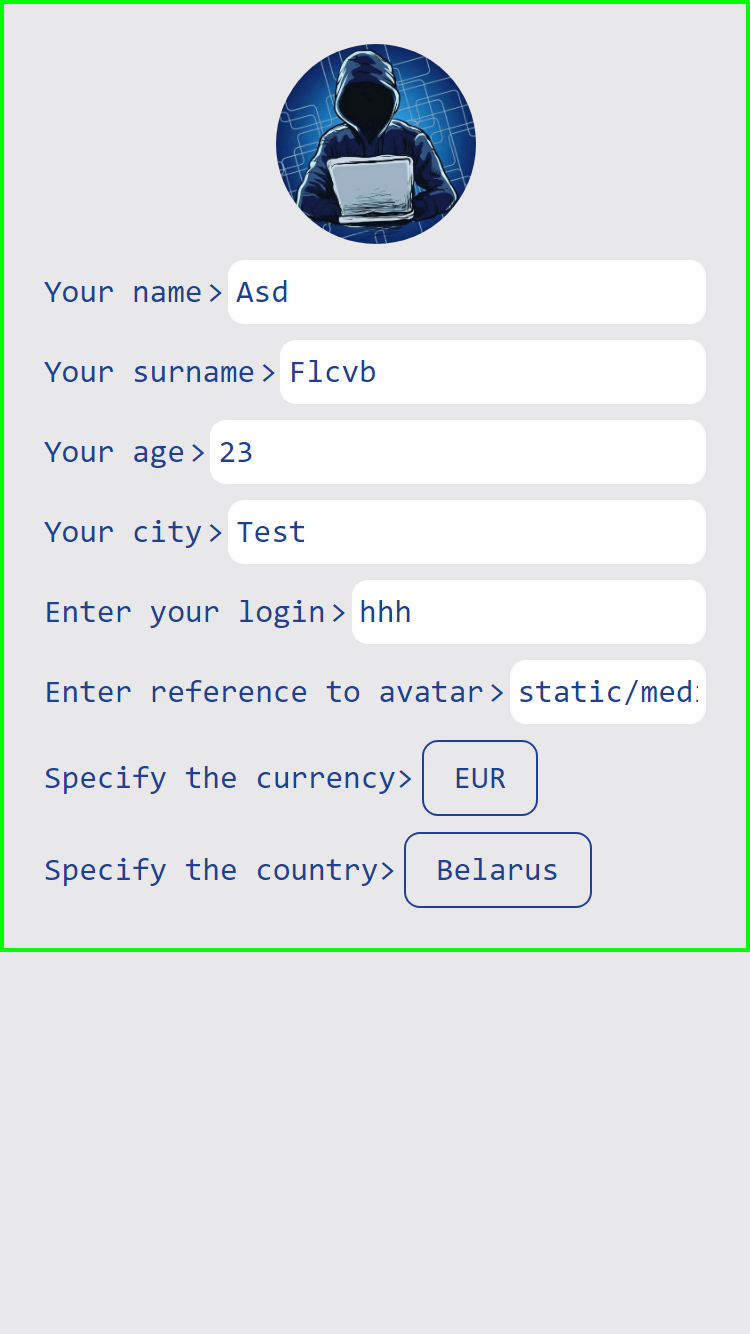 Your name> Asd
Your surname> Flcvb
Your age> 23
Your city> Test
Enter your login> hhh
Enter reference to avatar> static/med
Specify the currency> EUR
Specify the country> Belarus